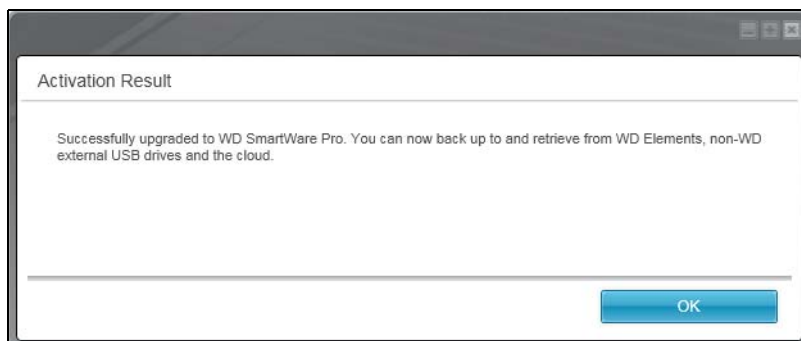 Activation Result
Successfully upgraded to WD SmartWare Pro. You can now back up to and retrieve from WD Elements, non-WD
external USB drives and the cloud.
OK